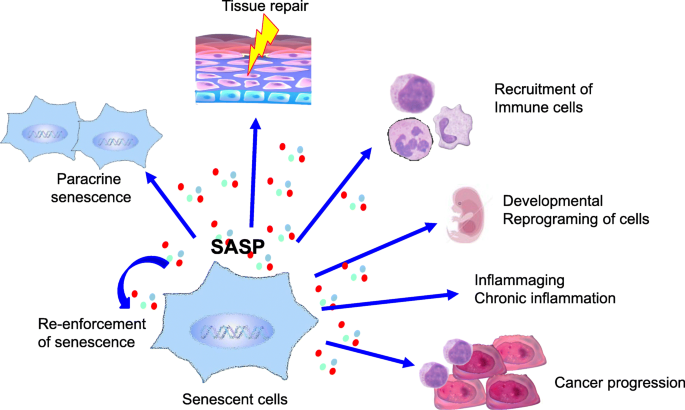 Tissue repair
Recruitment of
Immune cells
Paracrine
senescence
Developmental
Reprograming of cells
SASP
Inflammaging
Chronic inflammation
Re-enforcement
of senescence
Senescent cells
Cancer progression